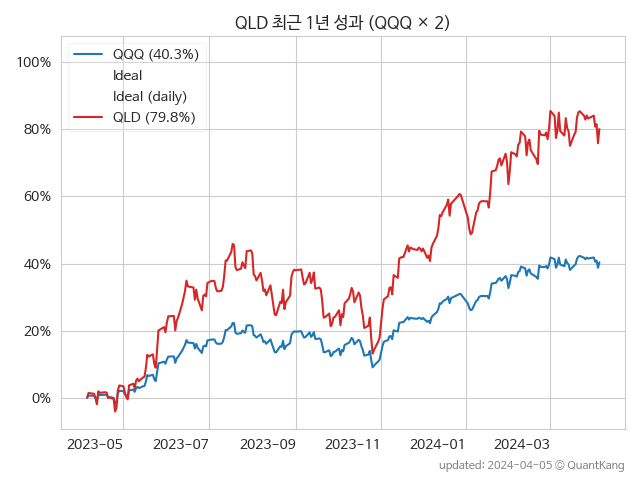 QLD 최근 1년 성과 (QQQ × 2)
QQQ (40.3%)
Ideal
Ideal (daily)
QLD (79.8%)
100%
80%
60%
40%
20%
0%
2023-05 2023-07 2023-09 2023-11 2024-01 2024-03
updated: 2024-04-05 © QuantKang